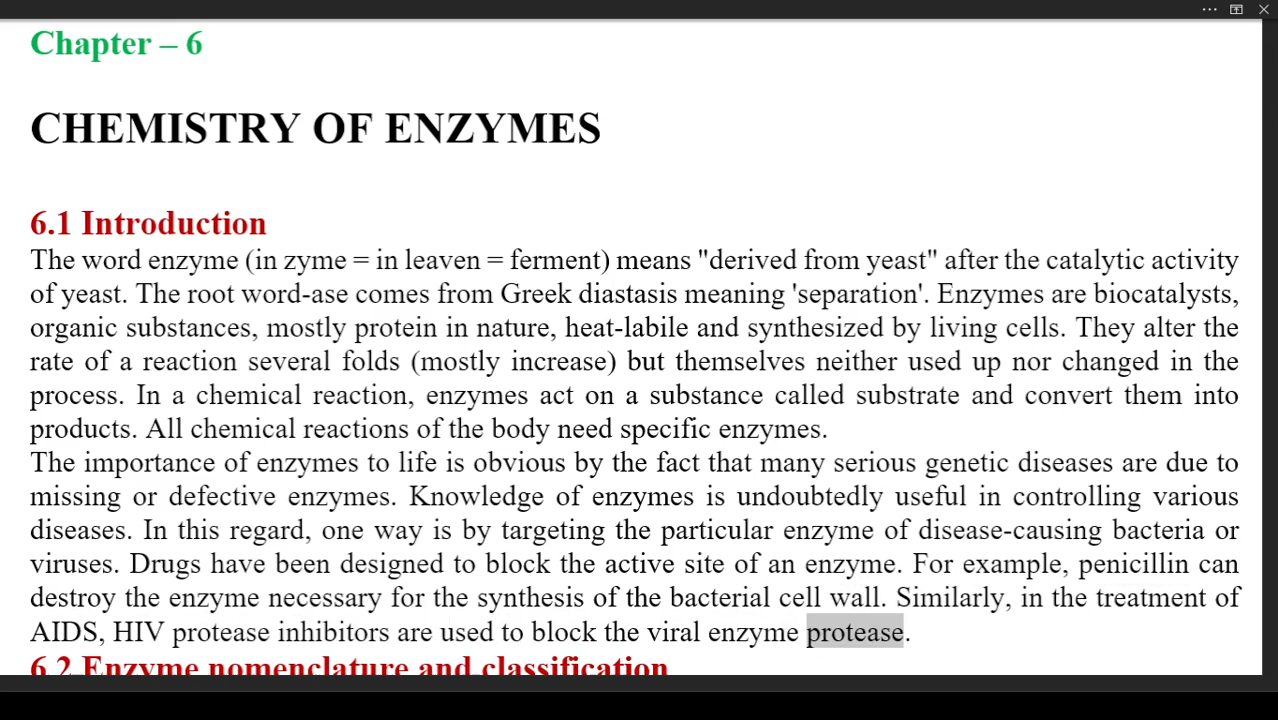 Chapter – 6
CHEMISTRY OF ENZYMES
6.1 Introduction
The word enzyme (in zyme = in leaven = ferment) means "derived from yeast" after the catalytic activity
of yeast. The root word-ase comes from Greek diastasis meaning 'separation'. Enzymes are biocatalysts,
organic substances, mostly protein in nature, heat-labile and synthesized by living cells. They alter the
rate of a reaction several folds (mostly increase) but themselves neither used up nor changed in the
process. In a chemical reaction, enzymes act on a substance called substrate and convert them into
products. All chemical reactions of the body need specific enzymes.
The importance of enzymes to life is obvious by the fact that many serious genetic diseases are due to
missing or defective enzymes. Knowledge of enzymes is undoubtedly useful in controlling various
diseases. In this regard, one way is by targeting the particular enzyme of disease-causing bacteria or
viruses. Drugs have been designed to block the active site of an enzyme. For example, penicillin can
destroy the enzyme necessary for the synthesis of the bacterial cell wall. Similarly, in the treatment of
AIDS, HIV protease inhibitors are used to block the viral enzyme protease.
6.2 Enzyme nomenclature and classification